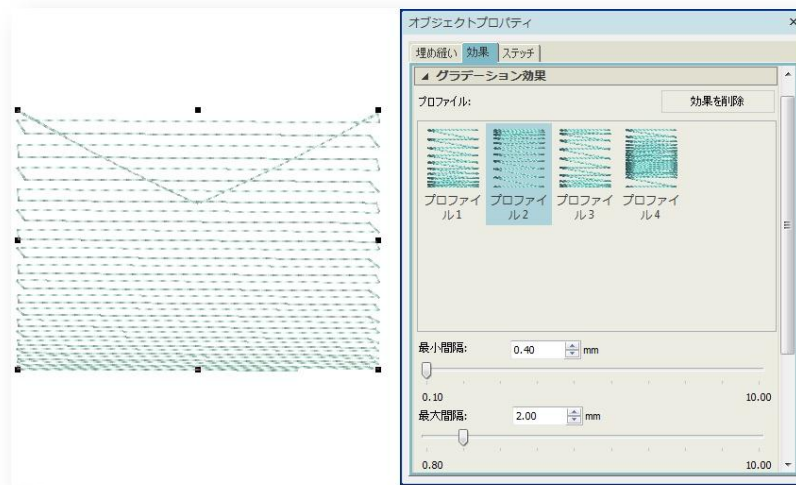 オブジェクトプロパティ
埋め縫い 効果 ステッチ
グラデーション効果
プロファイル:
効果を削除
プロファイル1
プロファイル2
プロファイル3
プロファイル4
最小間隔: 0.40 mm
0.10 10.00
最大間隔: 2.00 mm
0.80 10.00